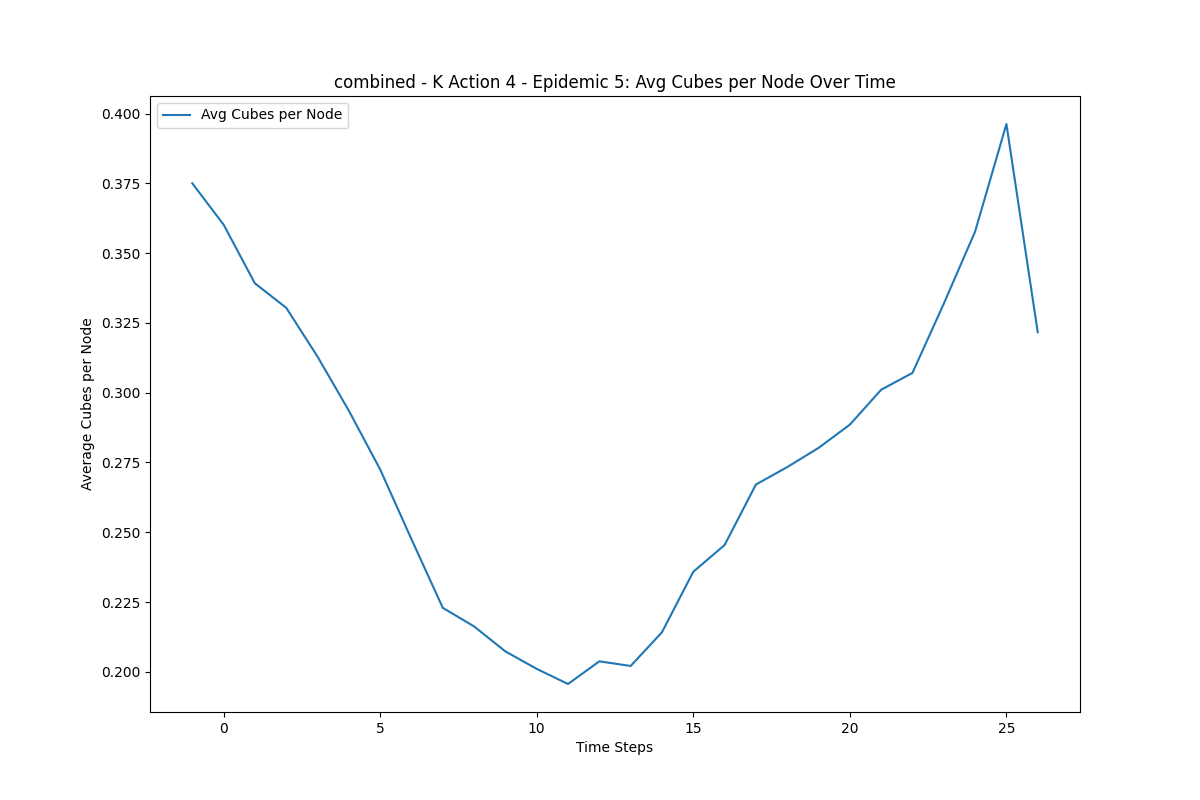 combined - K Action 4 - Epidemic 5: Avg Cubes per Node Over Time
Avg Cubes per Node
Average Cubes per Node
0.400
0.375
0.350
0.325
0.300
0.275
0.250
0.225
0.200
0 5 10 15 20 25
Time Steps